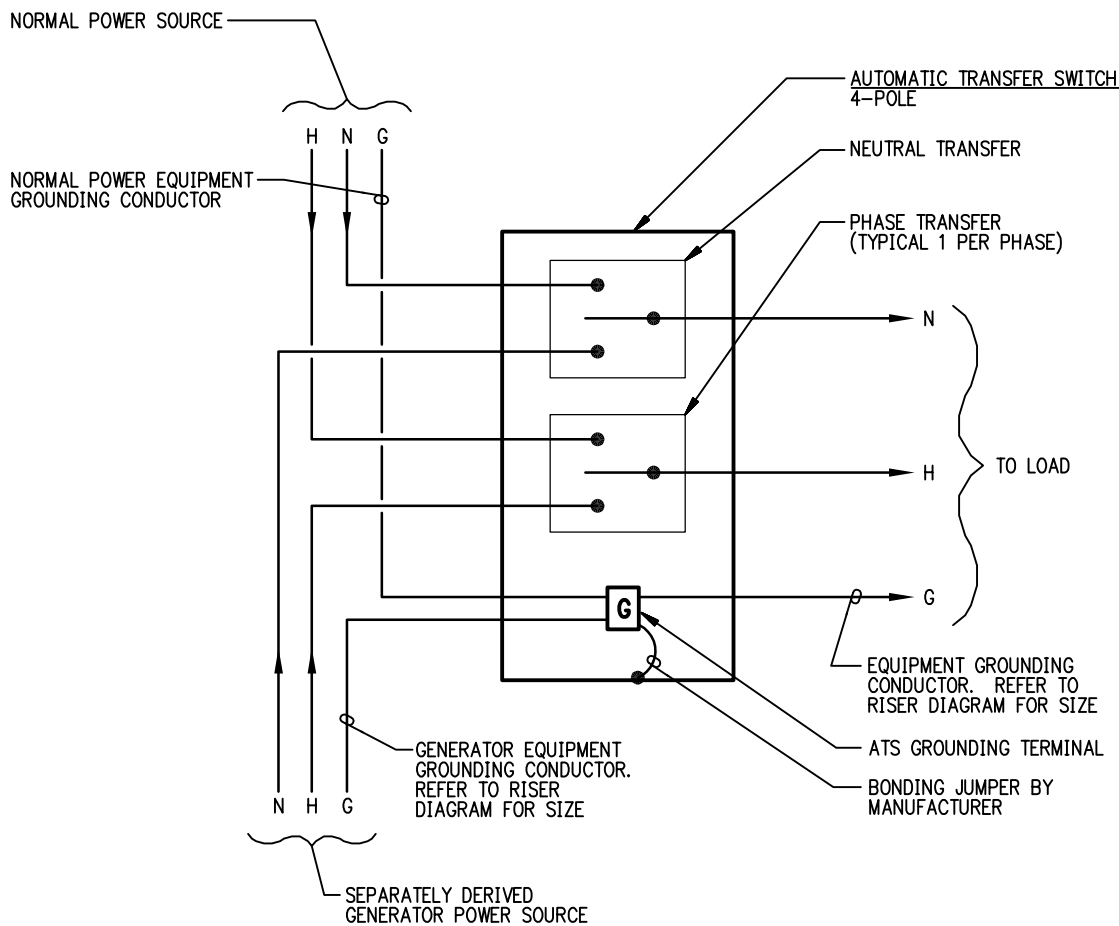 NORMAL POWER SOURCE
AUTOMATIC TRANSFER SWITCH
4-POLE
H N G
NEUTRAL TRANSFER
NORMAL POWER EQUIPMENT
GROUNDING CONDUCTOR
PHASE TRANSFER
(TYPICAL 1 PER PHASE)
N
H
TO LOAD
G
G
EQUIPMENT GROUNDING
CONDUCTOR. REFER TO
RISER DIAGRAM FOR SIZE
GENERATOR EQUIPMENT
GROUNDING CONDUCTOR.
REFER TO RISER
DIAGRAM FOR SIZE
ATS GROUNDING TERMINAL
BONDING JUMPER BY
MANUFACTURER
N H G
SEPARATELY DERIVED
GENERATOR POWER SOURCE